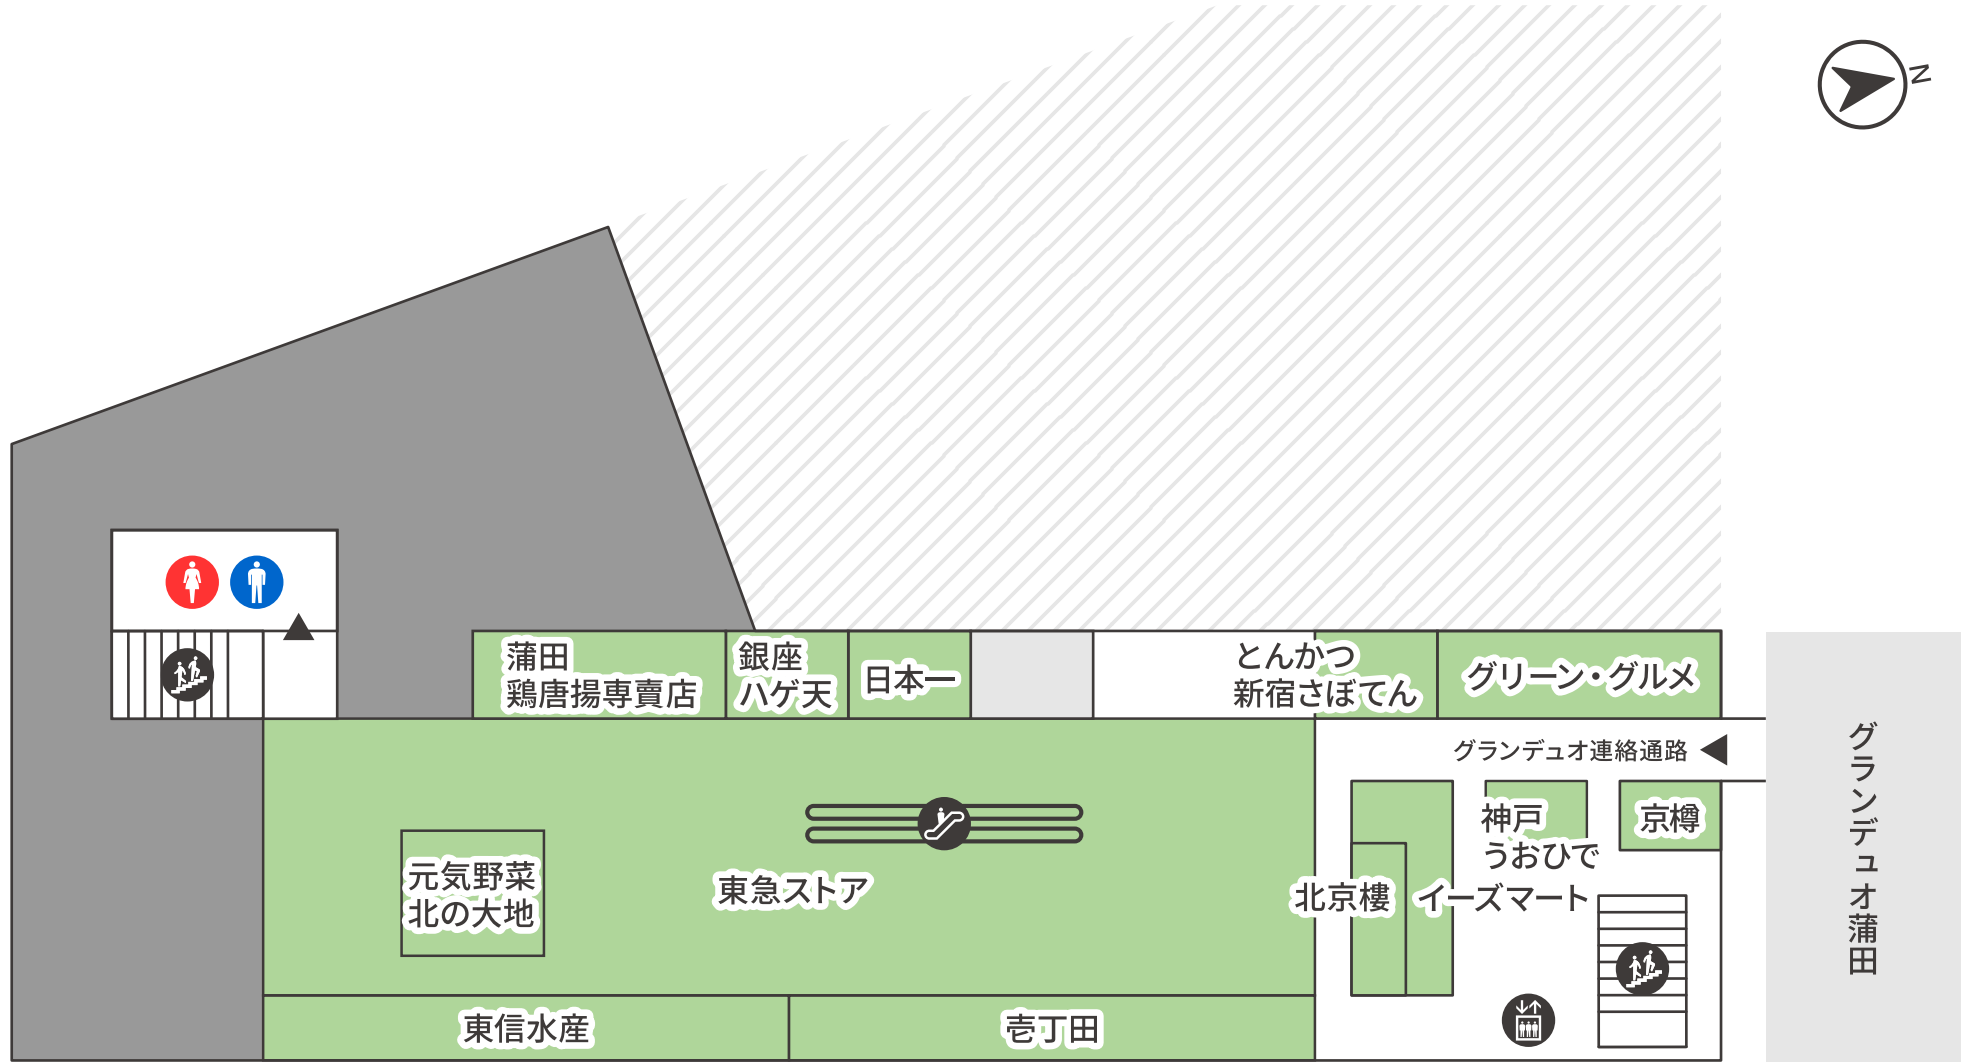 N
蒲田
鶏唐揚専賣店
銀座
ハゲ天
日本一
とんかつ
新宿さぼてん
グリーン・グルメ
グランデュオ連絡通路
グランデュオ蒲田
神戸
うおひで
京樽
元気野菜
北の大地
東急ストア
北京樓
イーズマート
東信水産
壱丁田